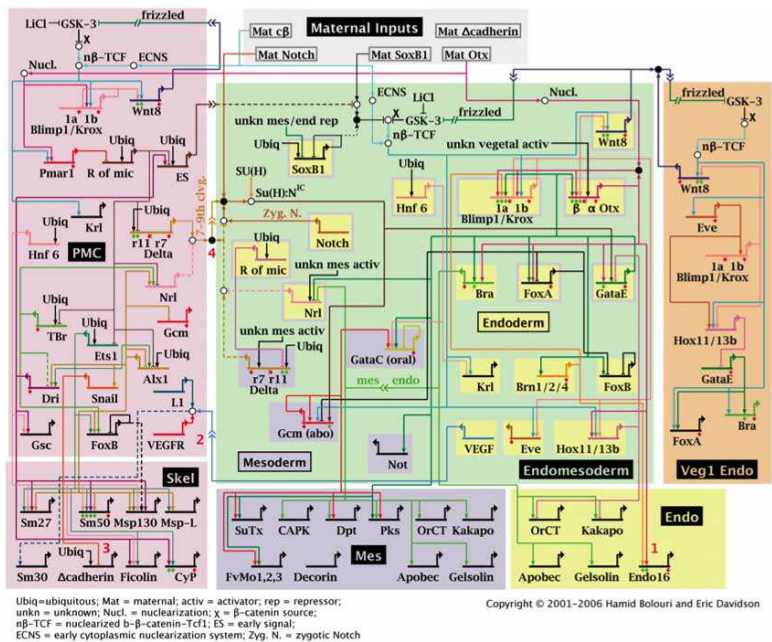 Maternal Inputs
LiCl
GSK-3
frizzled
χ
nβ-TCF
ECNS
Nucl.
Mat cβ
Mat Δcadherin
Mat Notch
Mat SoxB1
Mat Otx
1a 1b
Blimp1/Krox
Wnt8
Ubiq
Pmar1
R of mic
ES
Krl
Ubiq
Hnf 6
PMC
Ubiq
r11 r7
Delta
7-9th clvg.
4
Nrl
Ubiq
TBr
Ubiq
Ets1
Gcm
Ubiq
Alx1
Dri
Snail
L1
Gsc
FoxB
VEGFR
2
ECNS
LiCl
χ
GSK-3
frizzled
nβ-TCF
Nucl.
unkn mes/end rep
Ubiq
SoxB1
Wnt8
unkn vegetal activ
SU(H)
Su(H):N^IC
Ubiq
Hnf 6
1a 1b
Blimp1/Krox
β α Otx
Zyg. N.
Notch
Ubiq
R of mic
unkn mes activ
Nrl
Bra
FoxA
GataE
Endoderm
unkn mes activ
Ubiq
r7 r11
Delta
GataC (oral)
mes
endo
Krl
Brn1/2/4
FoxB
Gcm (abo)
Mesoderm
Not
VEGF
Eve
Hox11/13b
Endomesoderm
frizzled
GSK-3
χ
nβ-TCF
Wnt8
Eve
1a 1b
Blimp1/Krox
Hox11/13b
GataE
FoxA
Bra
Veg1 Endo
Skel
Sm27
Sm50
Msp130
Msp-L
3
Ubiq
Sm30
Δcadherin
Ficolin
CyP
SuTx
CAPK
Dpt
Pks
OrCT
Kakapo
Mes
FvMo1,2,3
Decorin
Apobec
Gelsolin
Endo
OrCT
Kakapo
1
Apobec
Gelsolin
Endo16
Ubiq=ubiquitous; Mat = maternal; activ = activator; rep = repressor;
unkn = unknown; Nucl. = nuclearization; χ = β-catenin source;
nβ-TCF = nuclearized b-β-catenin-Tcf1; ES = early signal;
ECNS = early cytoplasmic nuclearization system; Zyg. N. = zygotic Notch
Copyright © 2001-2006 Hamid Bolouri and Eric Davidson